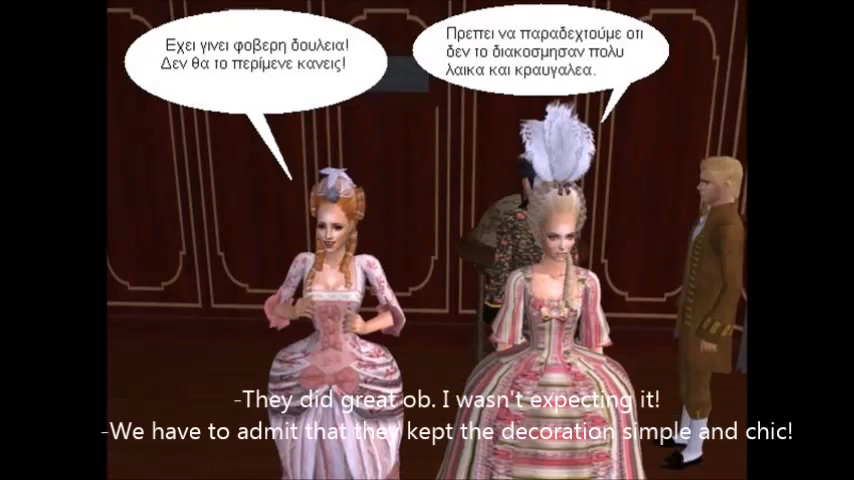 Εχει γινει φοβερη δουλεια!
Δεν θα το περίμενε κανεις!
Πρεπει να παραδεχτούμε οτι
δεν το διακοσμησαν πολυ
λαικα και κραυγαλεα.
-They did great ob. I wasn't expecting it!
-We have to admit that they kept the decoration simple and chic!